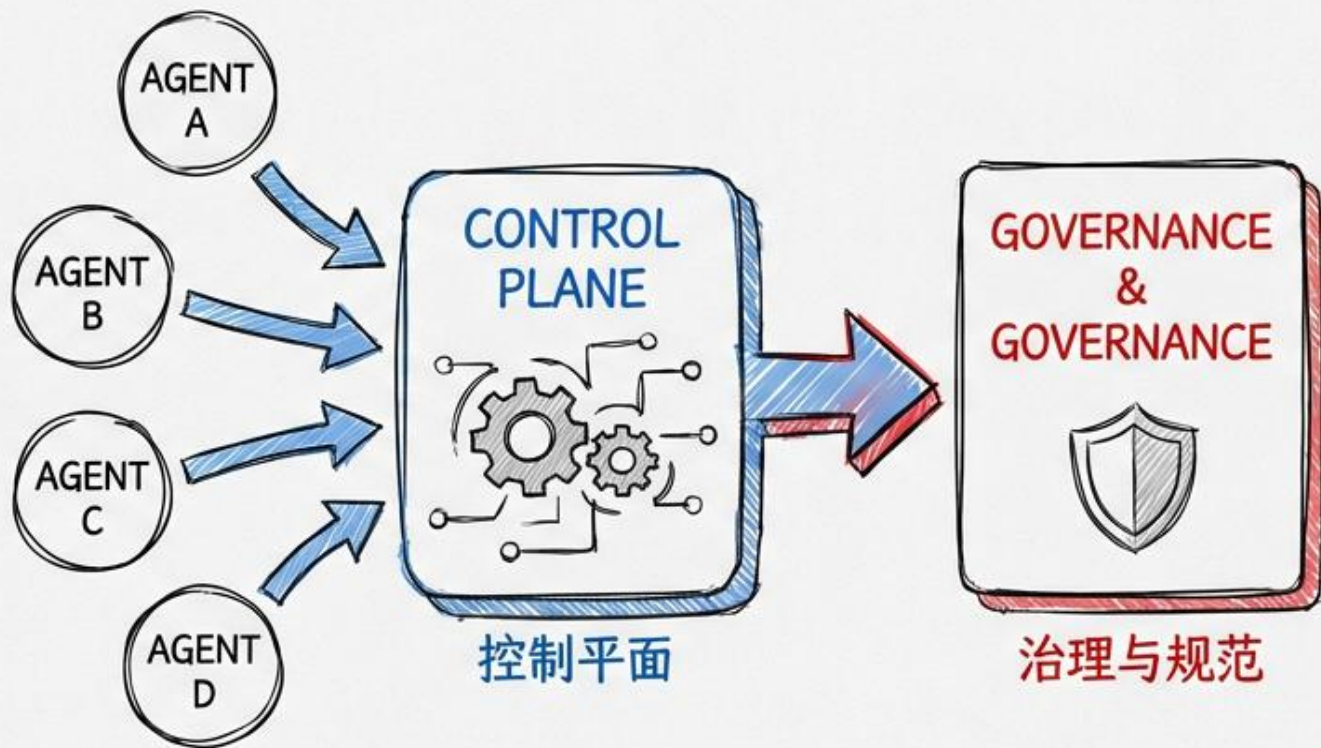 AGENT
A
AGENT
B
AGENT
C
AGENT
D
CONTROL
PLANE
控制平面
GOVERNANCE
&
GOVERNANCE
治理与规范